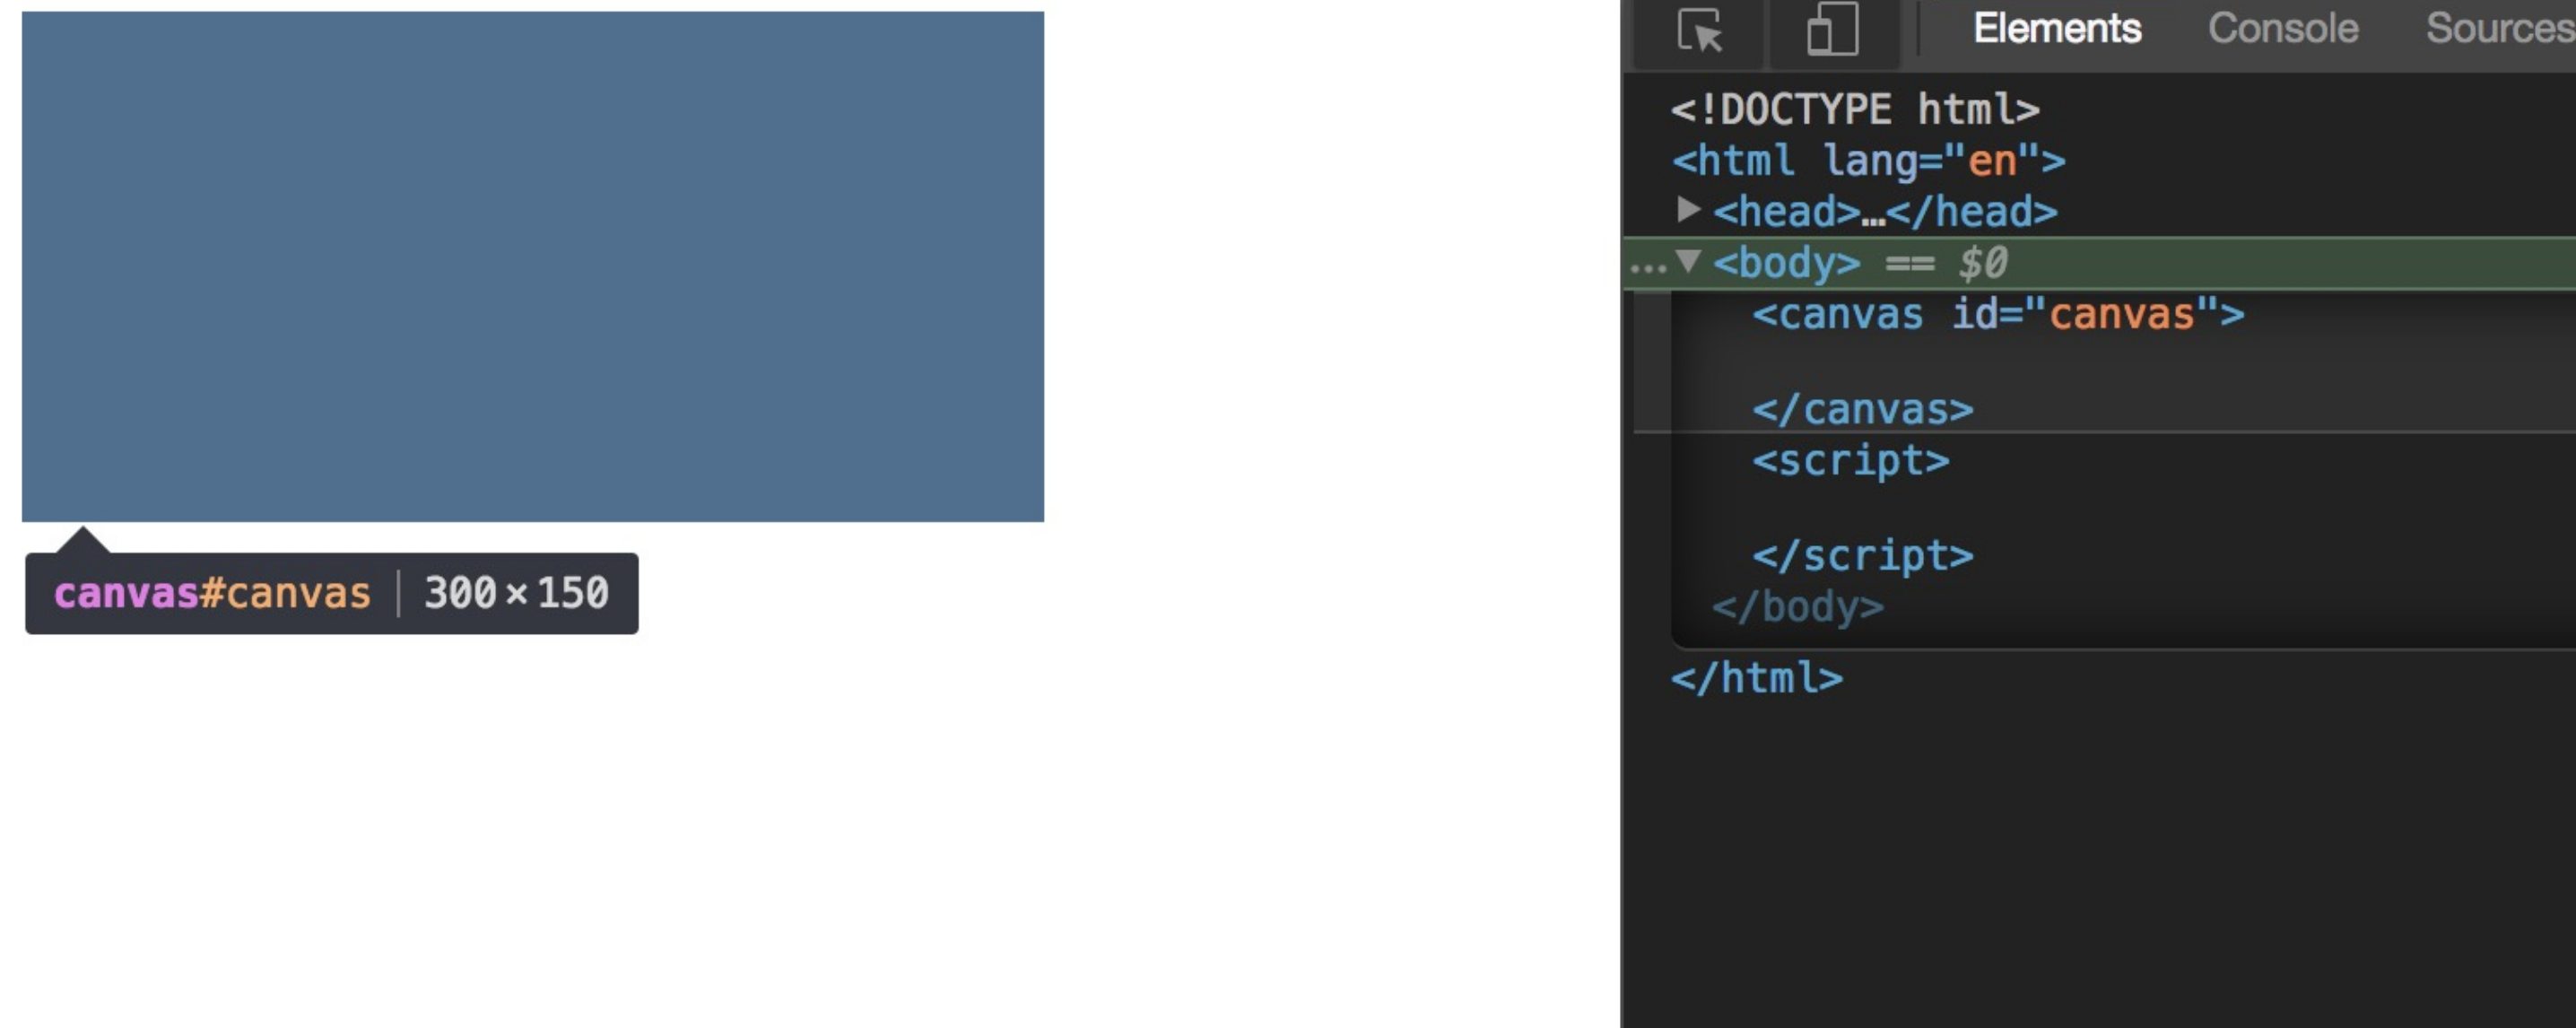 canvas#canvas | 300 × 150
Elements Console Sources
<!DOCTYPE html>
<html lang="en">
<head>…</head>
… <body> == $0
<canvas id="canvas">
</canvas>
<script>
</script>
</body>
</html>